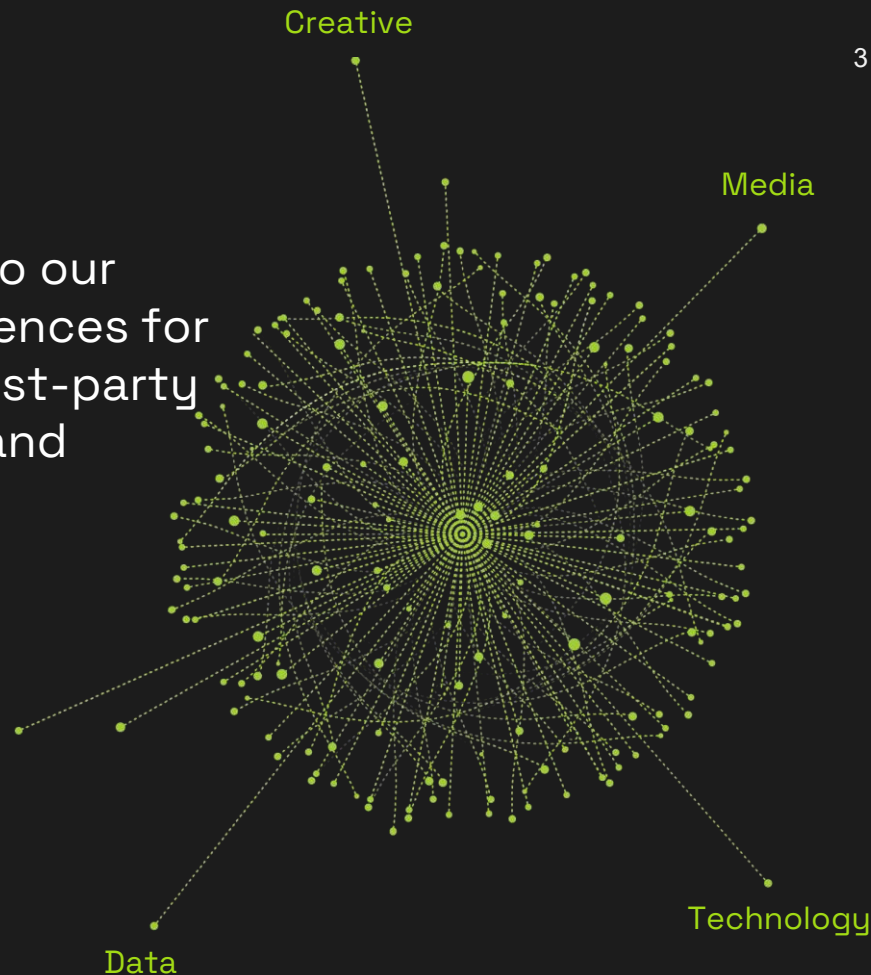 Creative
3
Media
o our
ences for
st-party
and
Technology
Data